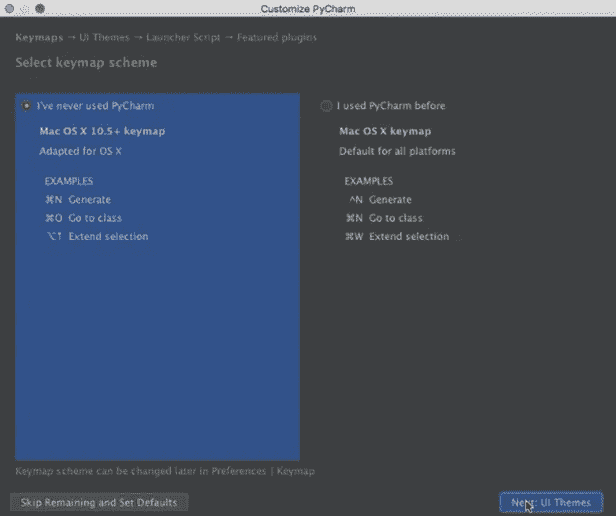 Customize PyCharm
Keymaps → UI Themes → Launcher Script → Featured plugins
Select keymap scheme
I've never used PyCharm
Mac OS X 10.5+ keymap
Adapted for OS X
EXAMPLES
⌘N Generate
⌘O Go to class
⌥↑ Extend selection
I used PyCharm before
Mac OS X keymap
Default for all platforms
EXAMPLES
^N Generate
⌘N Go to class
⌘W Extend selection
Keymap scheme can be changed later in Preferences | Keymap
Skip Remaining and Set Defaults
Next: UI Themes